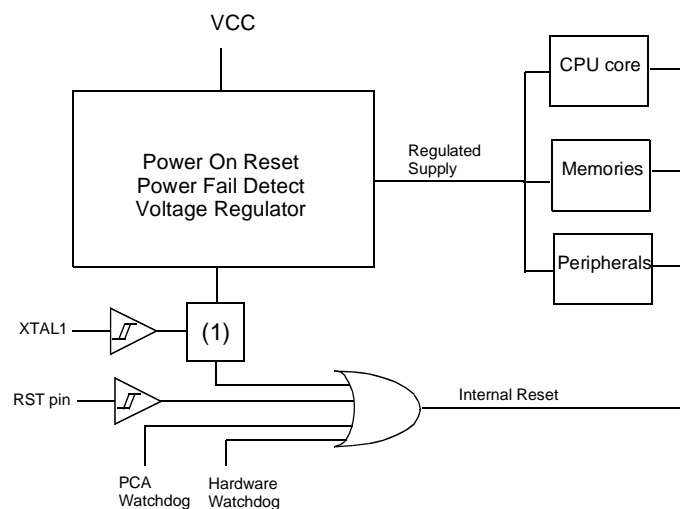 VCC
CPU core
Power On Reset
Power Fail Detect
Voltage Regulator
Regulated
Supply
Memories
Peripherals
XTAL1
(1)
RST pin
Internal Reset
PCA
Watchdog
Hardware
Watchdog